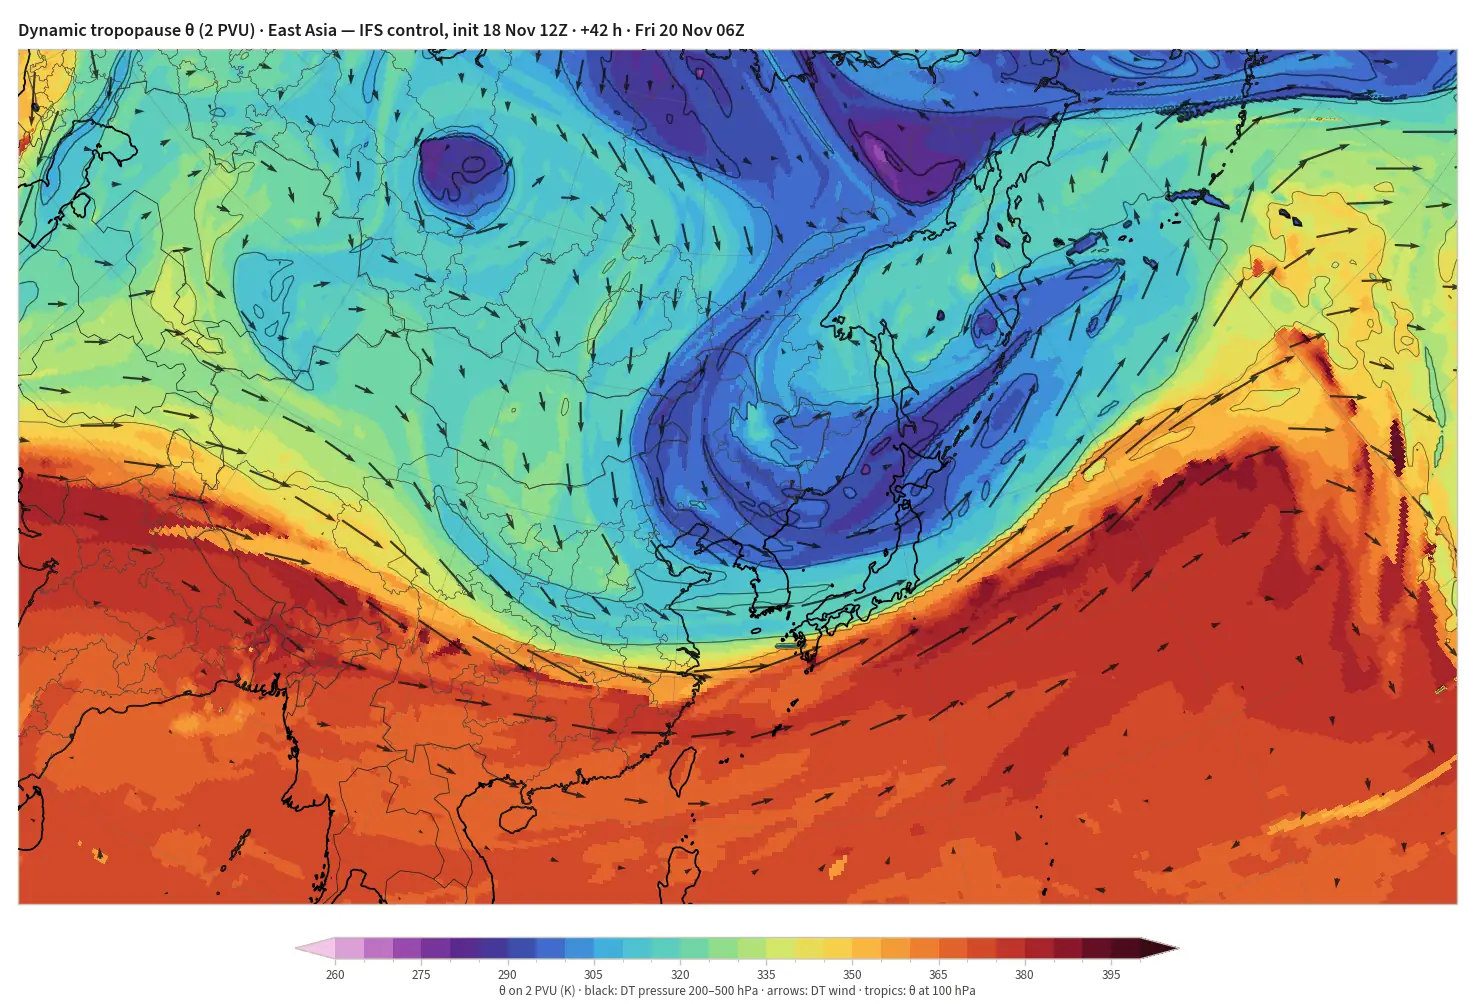 Dynamic tropopause θ (2 PVU) · East Asia — IFS control, init 18 Nov 12Z · +42 h · Fri 20 Nov 06Z
260 275 290 305 320 335 350 365 380 395
θ on 2 PVU (K) · black: DT pressure 200–500 hPa · arrows: DT wind · tropics: θ at 100 hPa